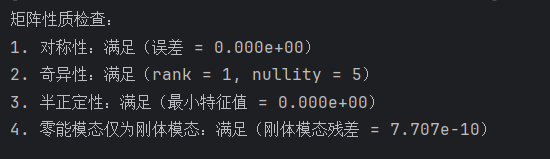 矩阵性质检查：
1. 对称性：满足（误差 = 0.000e+00）
2. 奇异性：满足（rank = 1, nullity = 5）
3. 半正定性：满足（最小特征值 = 0.000e+00）
4. 零能模态仅为刚体模态：满足（刚体模态残差 = 7.707e-10）